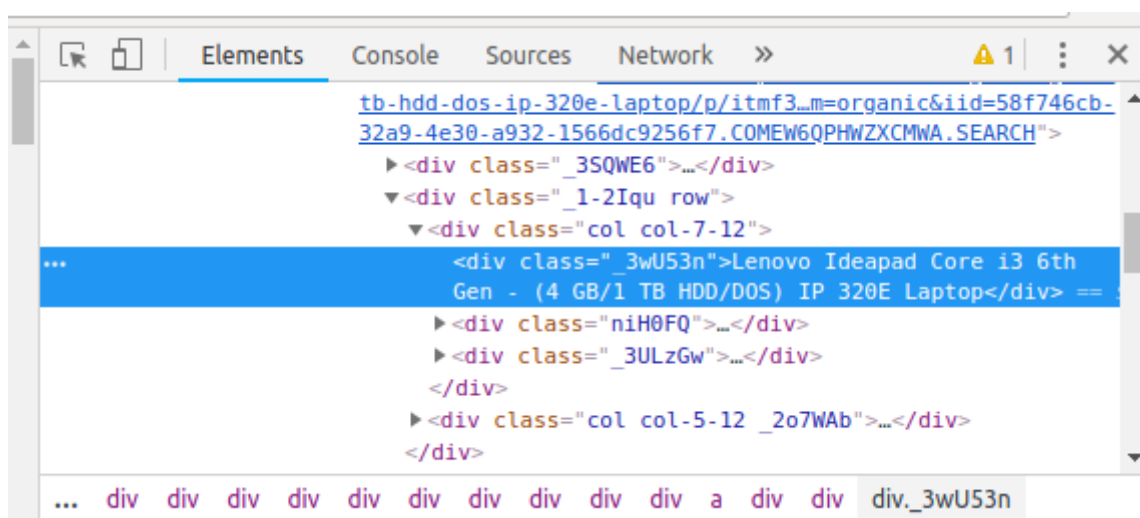 Elements Console Sources Network » 1
tb-hdd-dos-ip-320e-laptop/p/itmf3…m=organic&iid=58f746cb-
32a9-4e30-a932-1566dc9256f7.COMEW6QPHWZXCMWA.SEARCH">
▶<div class="_3SQWE6">…</div>
▼<div class="_1-2Iqu row">
▼<div class="col col-7-12">
... <div class="_3wU53n">Lenovo Ideapad Core i3 6th
Gen - (4 GB/1 TB HDD/DOS) IP 320E Laptop</div> ==
▶<div class="niH0FQ">…</div>
▶<div class="_3ULzGw">…</div>
</div>
▶<div class="col col-5-12 _2o7WAb">…</div>
</div>
... div div div div div div div div div div a div div div._3wU53n